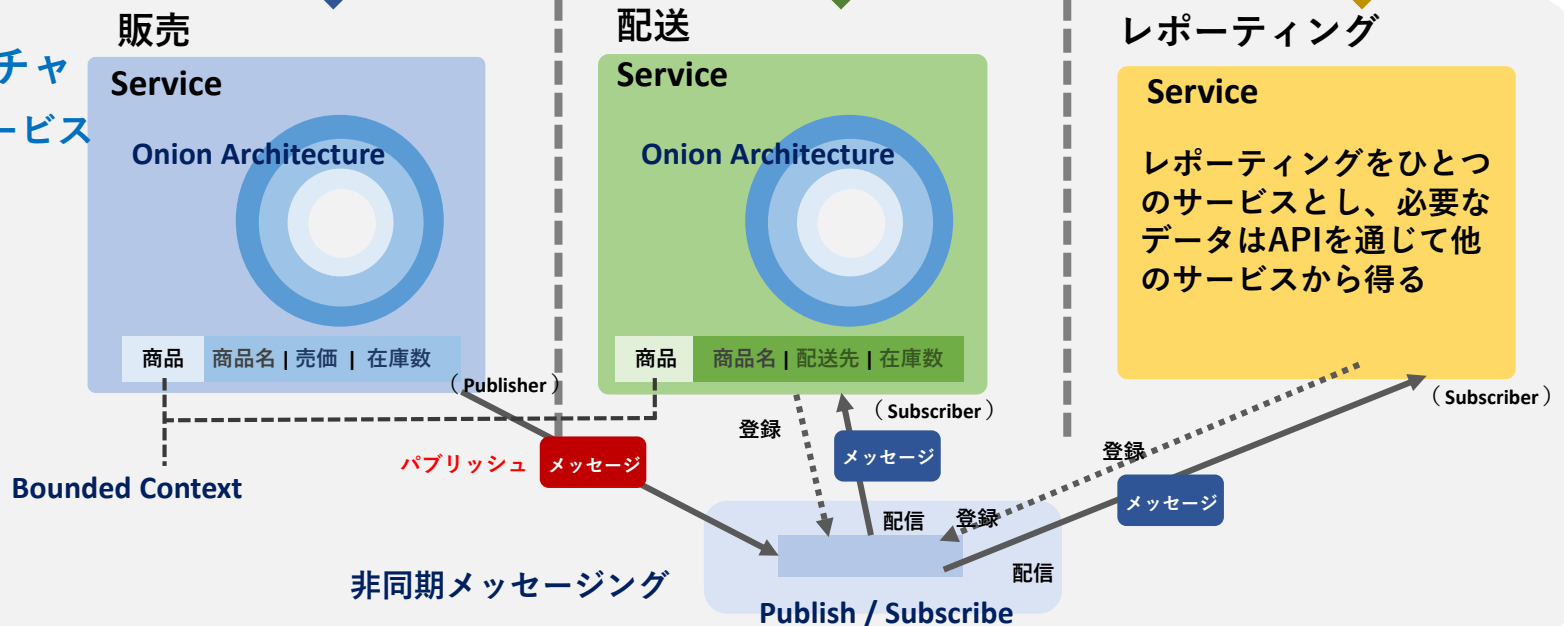 チャ
ービス
販売
Service
Onion Architecture
商品 商品名 | 売価 | 在庫数
（Publisher）
配送
Service
Onion Architecture
商品 商品名 | 配送先 | 在庫数
（Subscriber）
レポーティング
Service
レポーティングをひとつ
のサービスとし、必要な
データはAPIを通じて他
のサービスから得る
（Subscriber）
登録
メッセージ
登録
パブリッシュ
メッセージ
メッセージ
Bounded Context
配信
登録
配信
非同期メッセージング
Publish / Subscribe